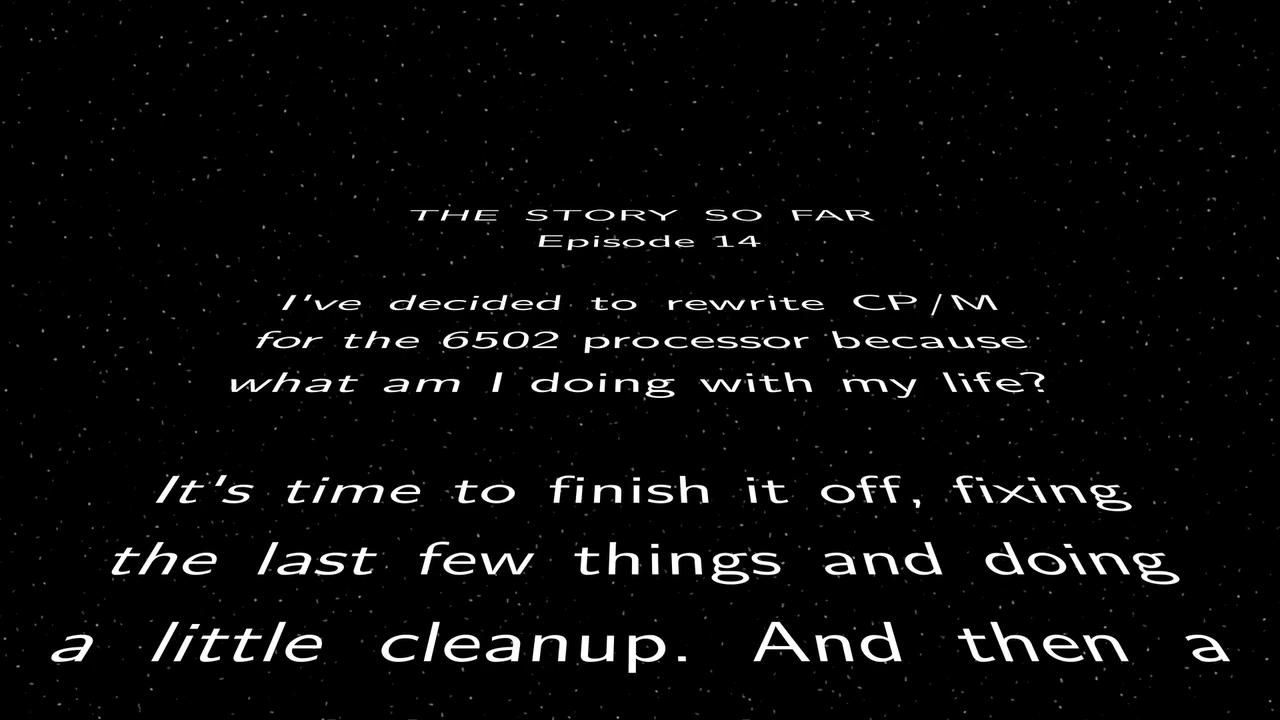 THE STORY SO FAR
Episode 14
I've decided to rewrite CP/M
for the 6502 processor because
what am I doing with my life?
It's time to finish it off, fixing
the last few things and doing
a little cleanup. And then a